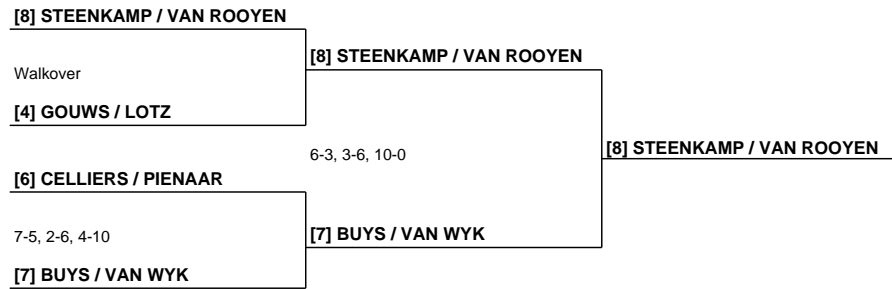 [8] STEENKAMP / VAN ROOYEN
[8] STEENKAMP / VAN ROOYEN
Walkover
[4] GOUWS / LOTZ
[8] STEENKAMP / VAN ROOYEN
6-3, 3-6, 10-0
[6] CELLIERS / PIENAAR
[7] BUYS / VAN WYK
7-5, 2-6, 4-10
[7] BUYS / VAN WYK